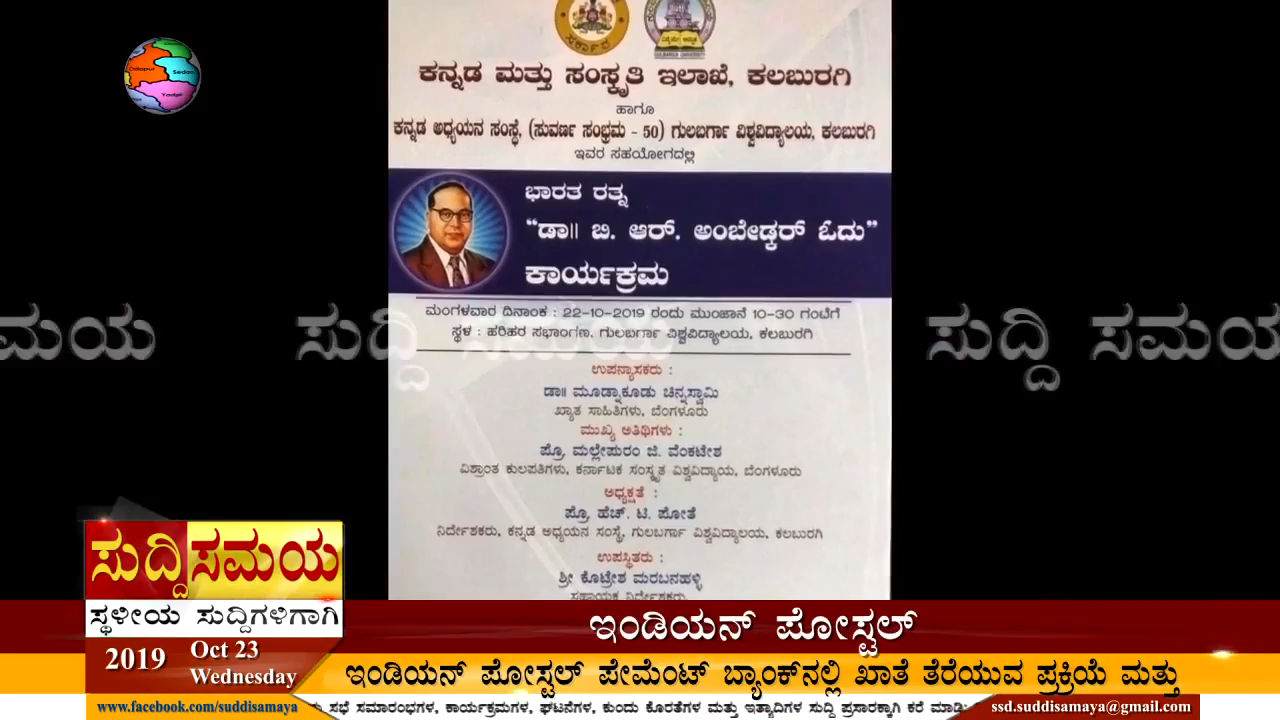 ಕನ್ನಡ ಮತ್ತು ಸಂಸ್ಕೃತಿ ಇಲಾಖೆ, ಕಲಬುರಗಿ
ಹಾಗೂ
ಕನ್ನಡ ಅಧ್ಯಯನ ಸಂಸ್ಥೆ, (ಸುವರ್ಣ ಸಂಭ್ರಮ - 50) ಗುಲಬರ್ಗಾ ವಿಶ್ವವಿದ್ಯಾಲಯ, ಕಲಬುರಗಿ
ಇವರ ಸಹಯೋಗದಲ್ಲಿ
ಭಾರತ ರತ್ನ
“ಡಾ|| ಬಿ. ಆರ್. ಅಂಬೇಡ್ಕರ್ ಓದು”
ಕಾರ್ಯಕ್ರಮ
ಮಂಗಳವಾರ ದಿನಾಂಕ : 22-10-2019 ರಂದು ಮುಂಜಾನೆ 10-30 ಗಂಟೆಗೆ
ಸ್ಥಳ : ಹರಿಹರ ಸಭಾಂಗಣ, ಗುಲಬರ್ಗಾ ವಿಶ್ವವಿದ್ಯಾಲಯ, ಕಲಬುರಗಿ
ಸುದ್ದಿ ಸಮಯ
ಉಪನ್ಯಾಸಕರು :
ಡಾ|| ಮೂಡ್ನಾಕೂಡು ಚಿನ್ನಸ್ವಾಮಿ
ಖ್ಯಾತ ಸಾಹಿತಿಗಳು, ಬೆಂಗಳೂರು
ಮುಖ್ಯ ಅತಿಥಿಗಳು :
ಪ್ರೊ. ಮಲ್ಲೇಪುರಂ ಜಿ. ವೆಂಕಟೇಶ
ವಿಶ್ರಾಂತ ಕುಲಪತಿಗಳು, ಕರ್ನಾಟಕ ಸಂಸ್ಕೃತ ವಿಶ್ವವಿದ್ಯಾಯ, ಬೆಂಗಳೂರು
ಅಧ್ಯಕ್ಷತೆ :
ಪ್ರೊ. ಹೆಚ್. ಟಿ. ಪೋತೆ
ನಿರ್ದೇಶಕರು, ಕನ್ನಡ ಅಧ್ಯಯನ ಸಂಸ್ಥೆ, ಗುಲಬರ್ಗಾ ವಿಶ್ವವಿದ್ಯಾಲಯ, ಕಲಬುರಗಿ
ಉಪಸ್ಥಿತರು :
ಶ್ರೀ ಕೊಟ್ರೇಶ ಮರಬನಹಳ್ಳಿ
ಸಹಾಯಕ ನಿರ್ದೇಶಕರು,
ಸುದ್ದಿ ಸಮಯ
ಸ್ಥಳೀಯ ಸುದ್ದಿಗಳಿಗಾಗಿ
2019 Oct 23 Wednesday
ಇಂಡಿಯನ್ ಪೋಸ್ಟಲ್
ಇಂಡಿಯನ್ ಪೋಸ್ಟಲ್ ಪೇಮೆಂಟ್ ಬ್ಯಾಂಕ್‌ನಲ್ಲಿ ಖಾತೆ ತೆರೆಯುವ ಪ್ರಕ್ರಿಯೆ ಮತ್ತು
www.facebook.com/suddisamaya ಸಭೆ ಸಮಾರಂಭಗಳ, ಕಾರ್ಯಕ್ರಮಗಳ, ಘಟನೆಗಳ, ಕುಂದು ಕೊರತೆಗಳ ಮತ್ತು ಇತ್ಯಾದಿಗಳ ಸುದ್ದಿ ಪ್ರಸಾರಕ್ಕಾಗಿ ಕರೆ ಮಾಡಿ: ssd.suddisamaya@gmail.com